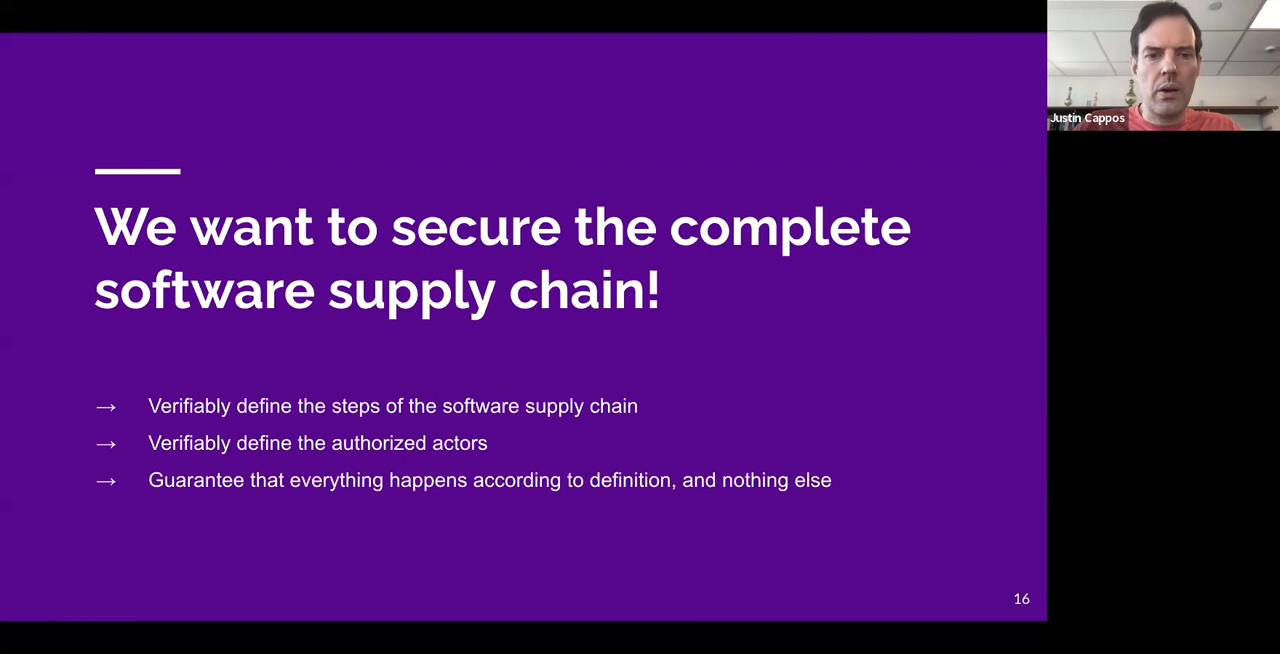 Justin Cappos
We want to secure the complete
software supply chain!
→ Verifiably define the steps of the software supply chain
→ Verifiably define the authorized actors
→ Guarantee that everything happens according to definition, and nothing else
16